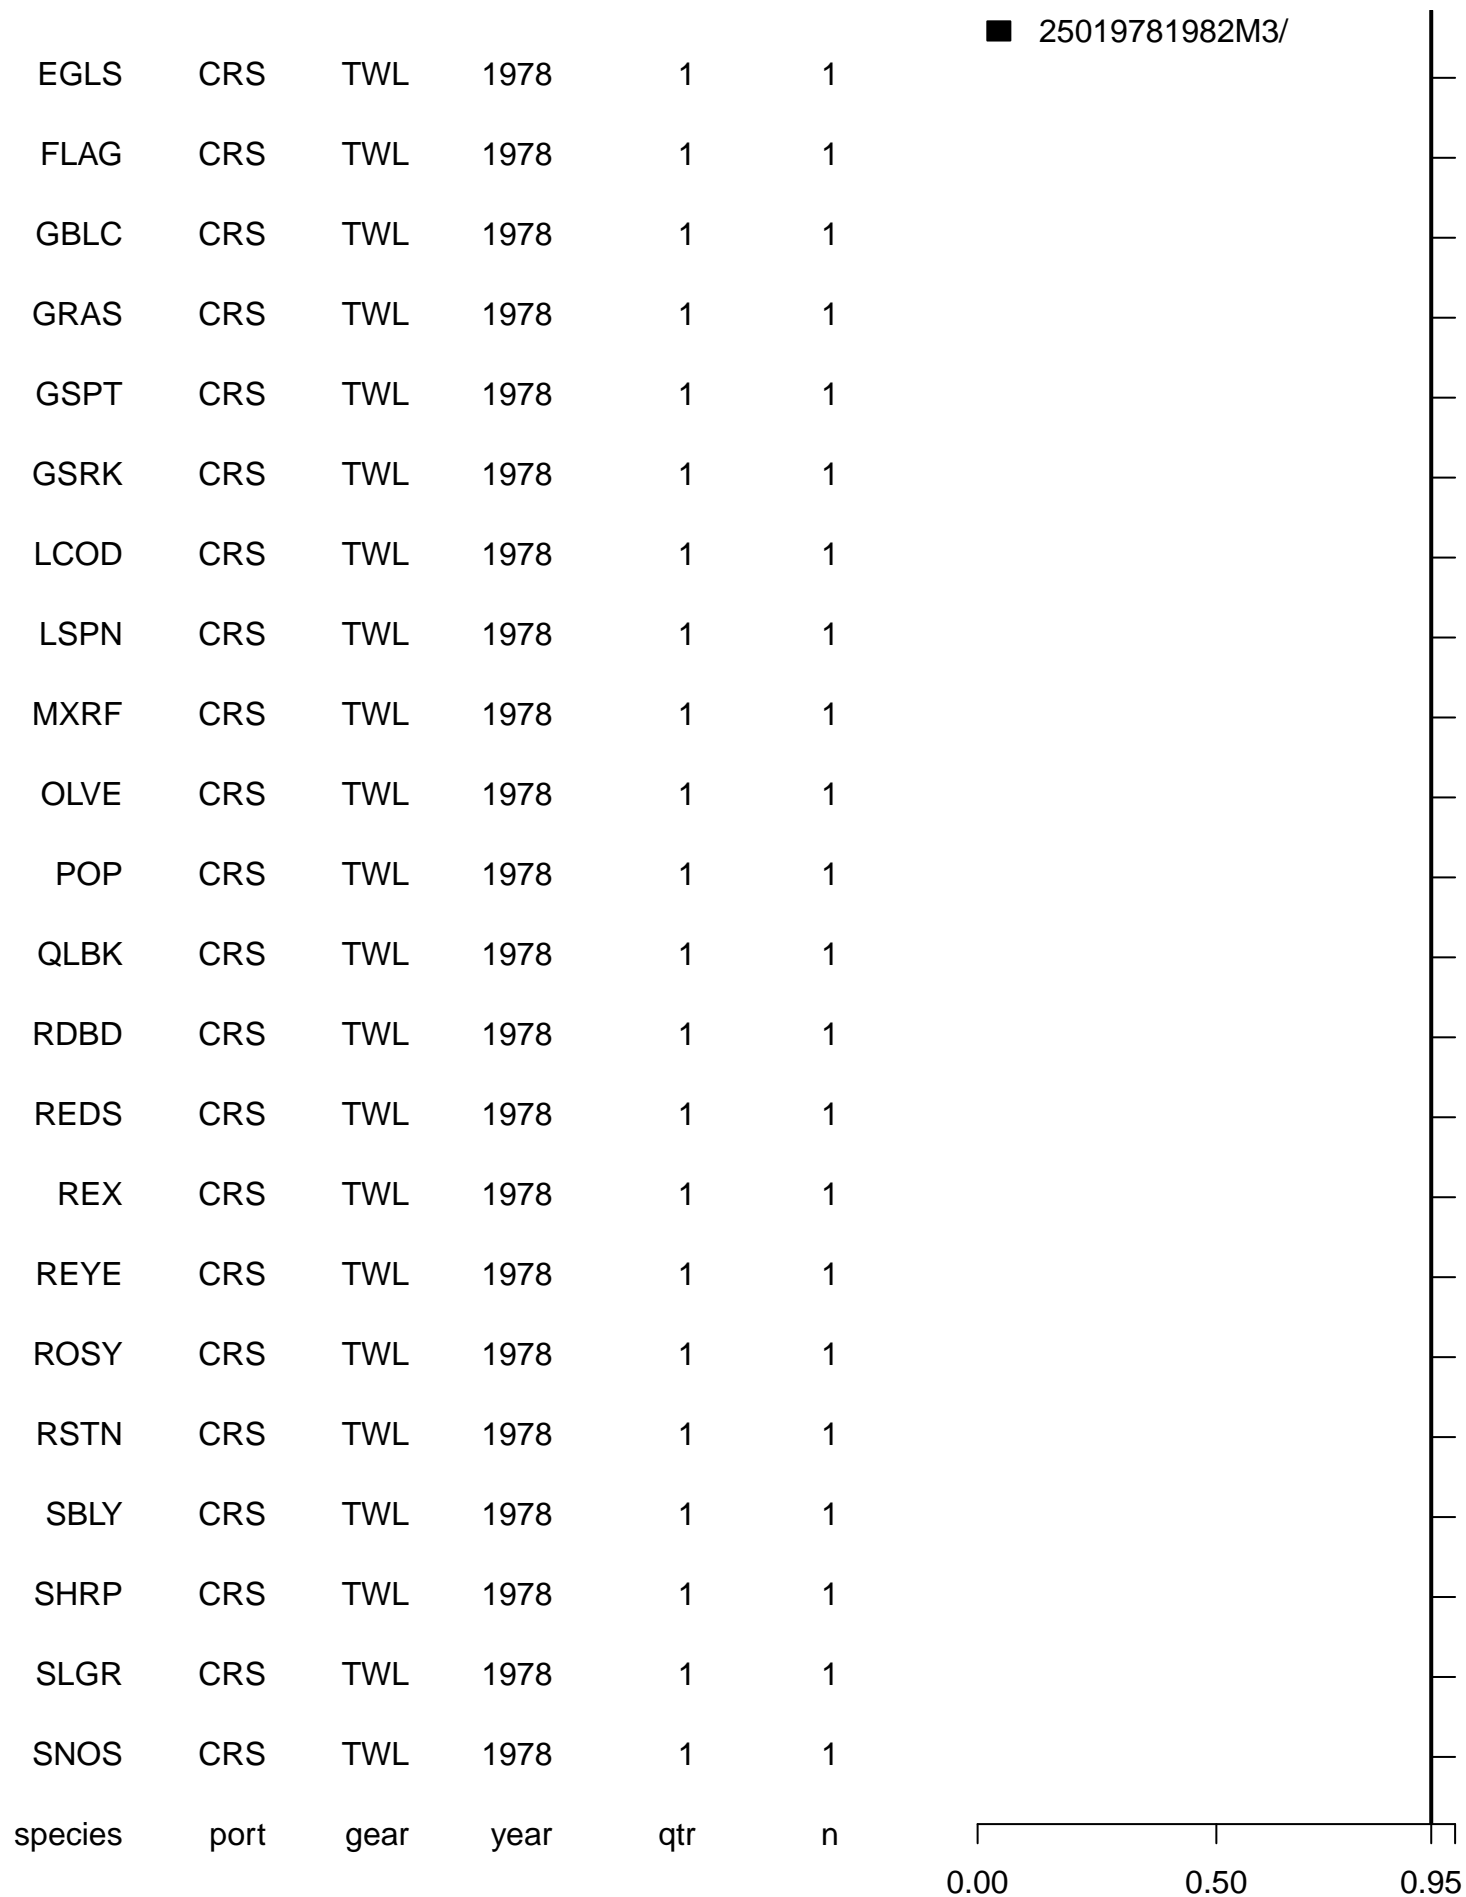 25019781982M3/
EGLS CRS TWL 1978 1 1
FLAG CRS TWL 1978 1 1
GBLC CRS TWL 1978 1 1
GRAS CRS TWL 1978 1 1
GSPT CRS TWL 1978 1 1
GSRK CRS TWL 1978 1 1
LCOD CRS TWL 1978 1 1
LSPN CRS TWL 1978 1 1
MXRF CRS TWL 1978 1 1
OLVE CRS TWL 1978 1 1
POP CRS TWL 1978 1 1
QLBK CRS TWL 1978 1 1
RDBD CRS TWL 1978 1 1
REDS CRS TWL 1978 1 1
REX CRS TWL 1978 1 1
REYE CRS TWL 1978 1 1
ROSY CRS TWL 1978 1 1
RSTN CRS TWL 1978 1 1
SBLY CRS TWL 1978 1 1
SHRP CRS TWL 1978 1 1
SLGR CRS TWL 1978 1 1
SNOS CRS TWL 1978 1 1
species port gear year qtr n
0.00 0.50 0.95